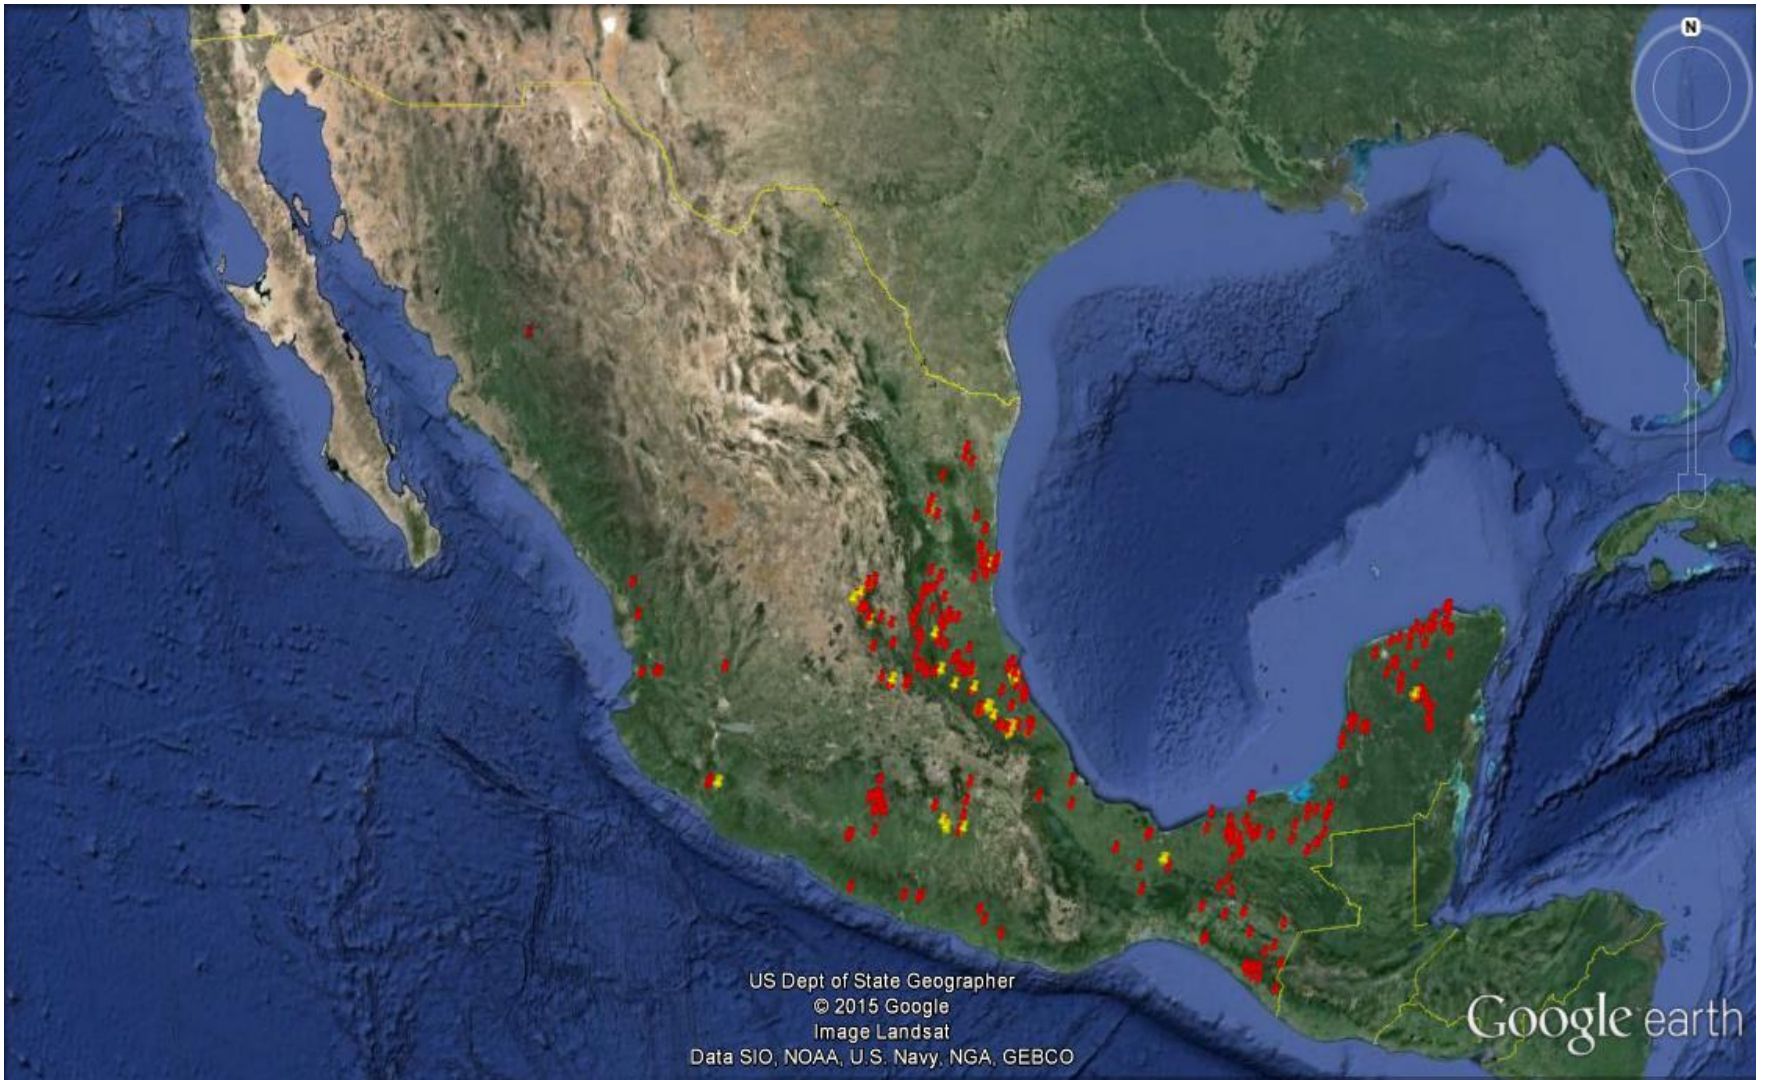 N
US Dept of State Geographer
© 2015 Google
Image Landsat
Data SIO, NOAA, U.S. Navy, NGA, GEBCO
Google earth